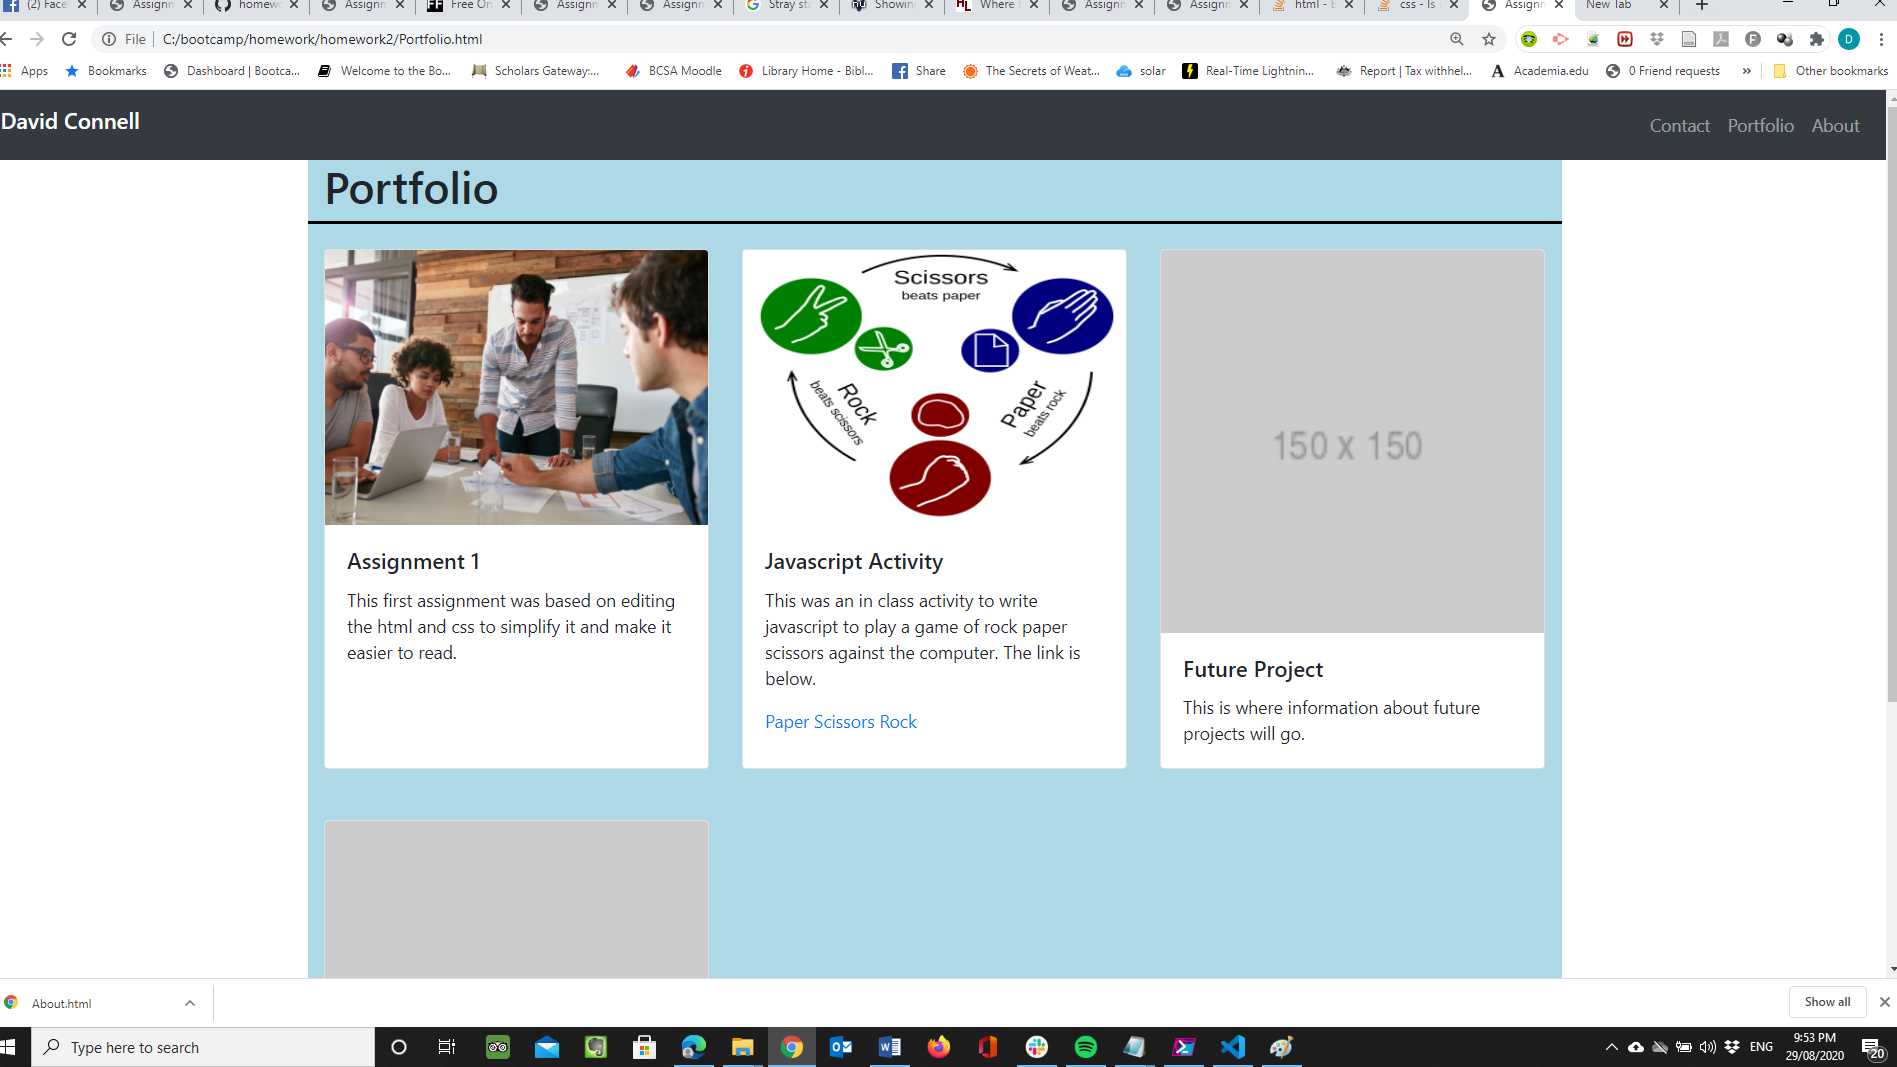 (2) Face
Assignm
homew
Assignm
Free On
Assignm
Assignm
Stray sta
Showin
Where
Assignm
Assignm
html -
css - Is
Assignm
New Tab
File
C:/bootcamp/homework/homework2/Portfolio.html
D
Apps
Bookmarks
Dashboard | Bootca...
Welcome to the Bo...
Scholars Gateway:...
BCSA Moodle
Library Home - Bibl...
Share
The Secrets of Weat...
solar
Real-Time Lightnin...
Report | Tax withhel...
Academia.edu
0 Friend requests
»
Other bookmarks
David Connell
Contact Portfolio About
Portfolio
Scissors
beats paper
Rock
beats scissors
Paper
beats rock
150 x 150
Assignment 1
This first assignment was based on editing
the html and css to simplify it and make it
easier to read.
Javascript Activity
This was an in class activity to write
javascript to play a game of rock paper
scissors against the computer. The link is
below.
Paper Scissors Rock
Future Project
This is where information about future
projects will go.
About.html
Show all
Type here to search
ENG
9:53 PM
29/08/2020
20